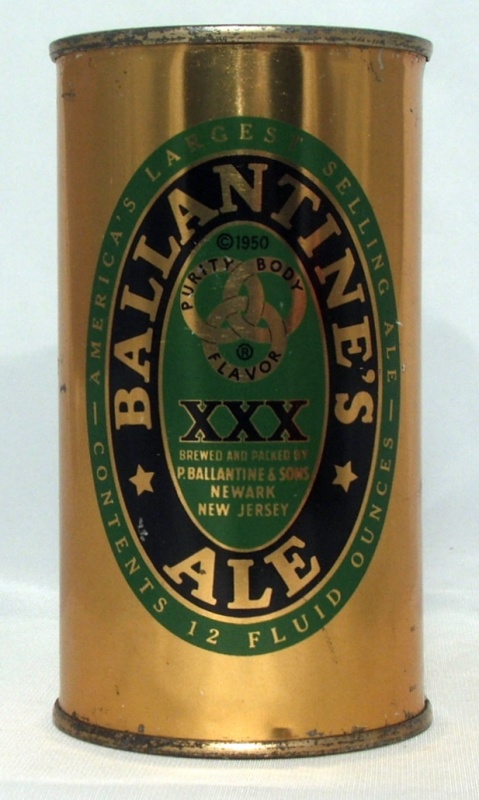 AMERICA'S LARGEST SELLING ALE
BALLANTINE'S
©1950
PURITY BODY
FLAVOR
®
XXX
BREWED AND PACKED BY
P. BALLANTINE & SONS
NEWARK
NEW JERSEY
ALE
CONTENTS 12 FLUID OUNCES